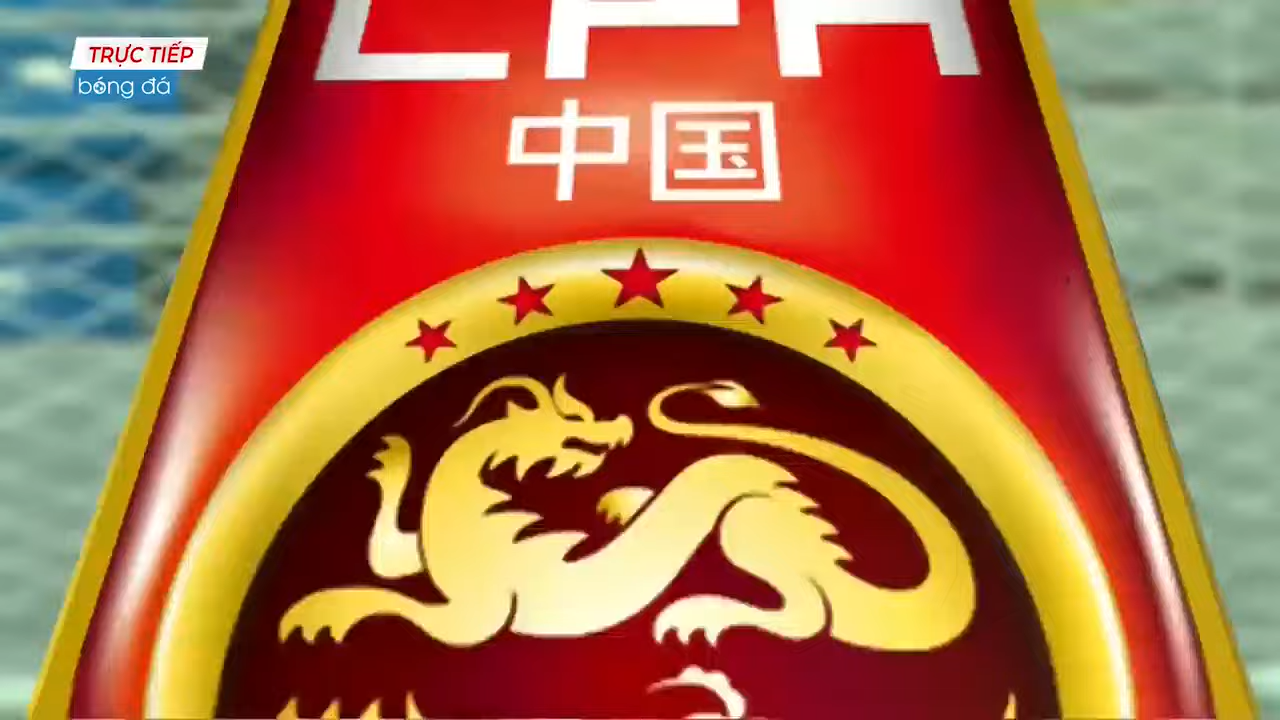 TRỰC TIẾP
bóng đá
中国